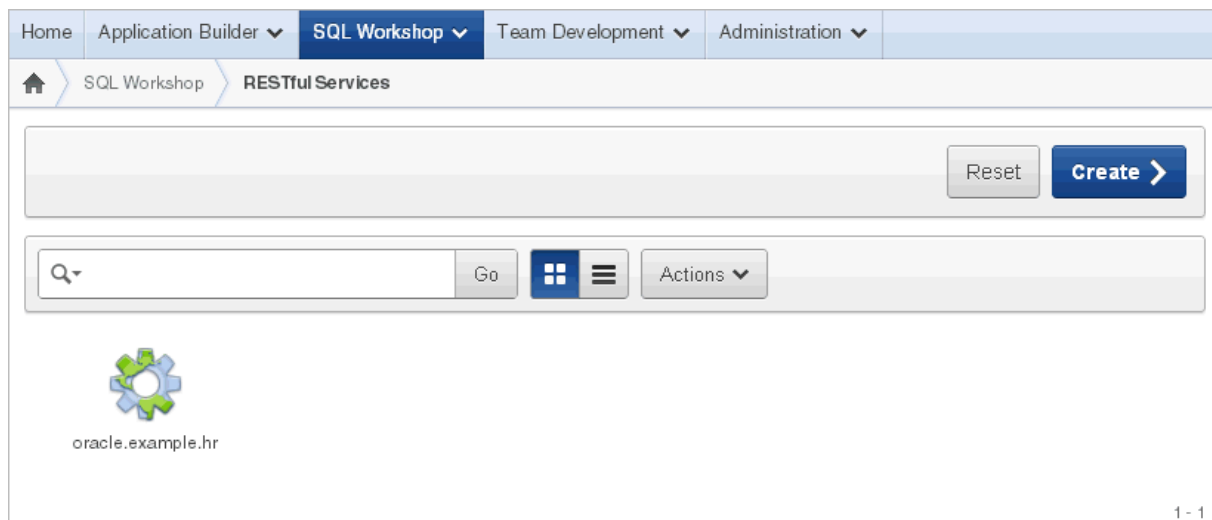 Home Application Builder SQL Workshop Team Development Administration
SQL Workshop RESTful Services
Reset Create
Go Actions
oracle.example.hr
1 - 1